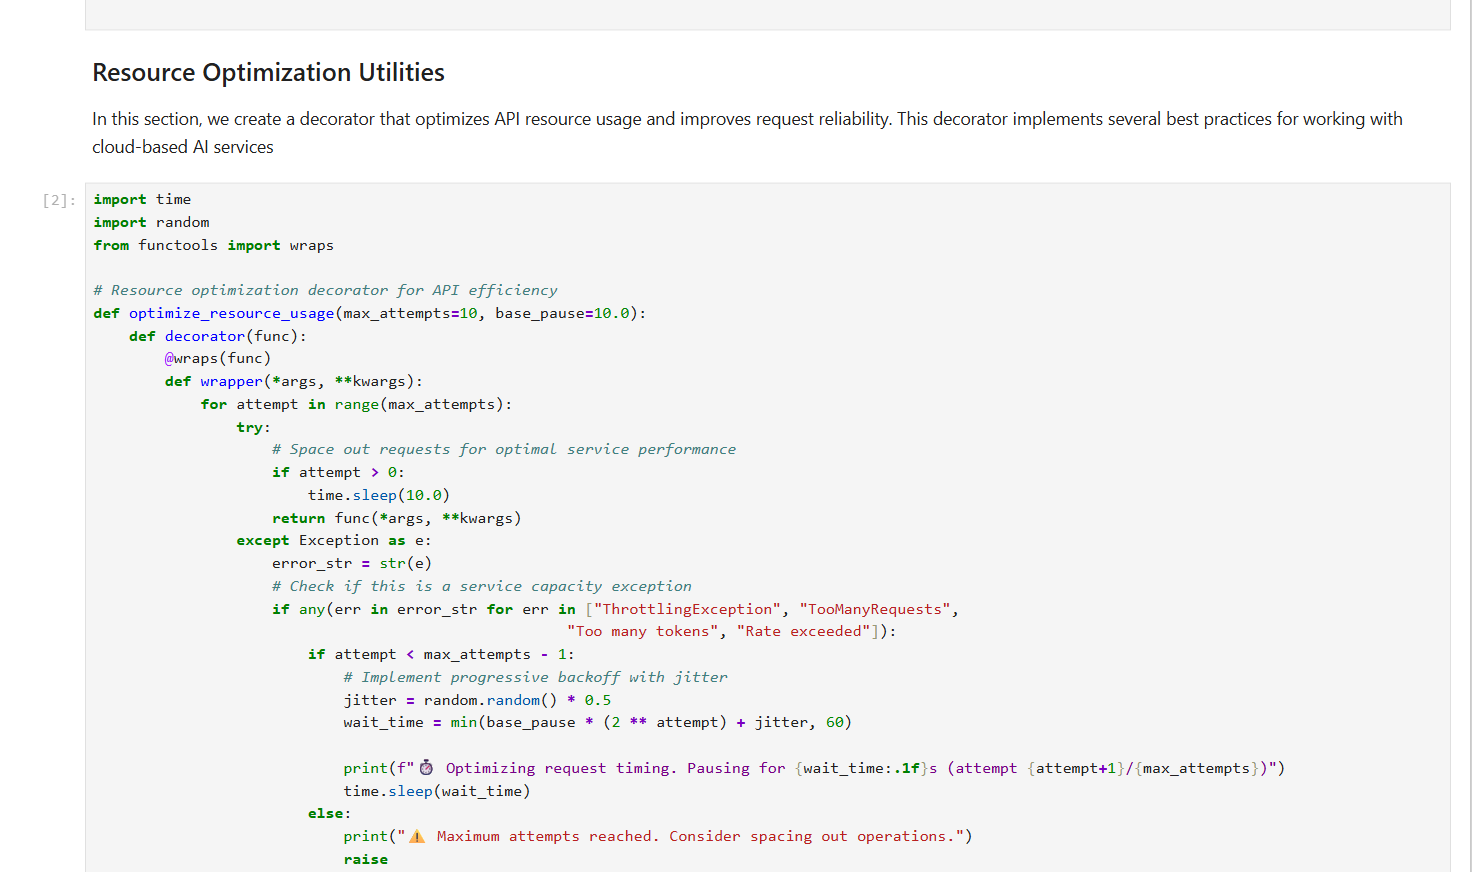 Resource Optimization Utilities
In this section, we create a decorator that optimizes API resource usage and improves request reliability. This decorator implements several best practices for working with
cloud-based AI services
[2]:
import time
import random
from functools import wraps
# Resource optimization decorator for API efficiency
def optimize_resource_usage(max_attempts=10, base_pause=10.0):
    def decorator(func):
        @wraps(func)
        def wrapper(*args, **kwargs):
            for attempt in range(max_attempts):
                try:
                    # Space out requests for optimal service performance
                    if attempt > 0:
                        time.sleep(10.0)
                    return func(*args, **kwargs)
                except Exception as e:
                    error_str = str(e)
                    # Check if this is a service capacity exception
                    if any(err in error_str for err in ["ThrottlingException", "TooManyRequests",
                                                     "Too many tokens", "Rate exceeded"]):
                        if attempt < max_attempts - 1:
                            # Implement progressive backoff with jitter
                            jitter = random.random() * 0.5
                            wait_time = min(base_pause * (2 ** attempt) + jitter, 60)
                            print(f"⏱️ Optimizing request timing. Pausing for {wait_time:.1f}s (attempt {attempt+1}/{max_attempts})")
                            time.sleep(wait_time)
                        else:
                            print("⚠️ Maximum attempts reached. Consider spacing out operations.")
                            raise